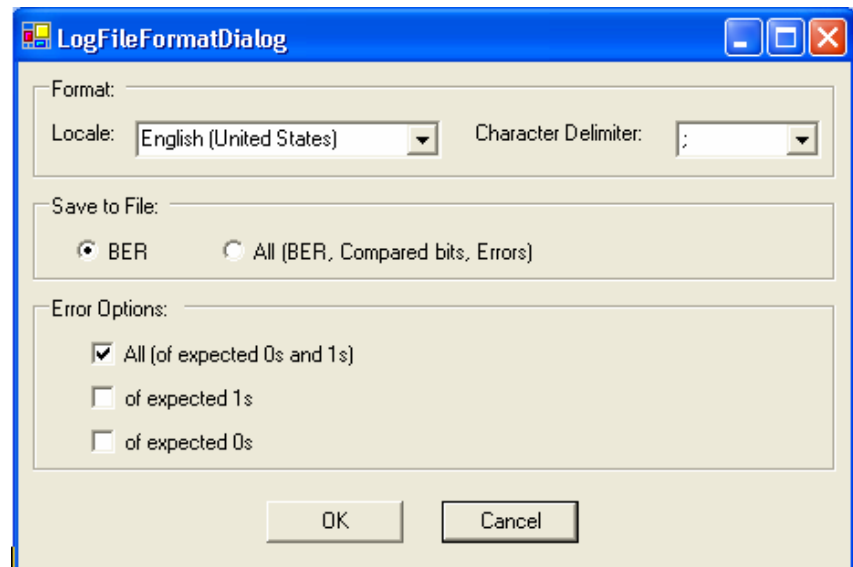 LogFileFormatDialog
Format:
Locale: English (United States) Character Delimiter: ;
Save to File:
BER All (BER, Compared bits, Errors)
Error Options:
All (of expected 0s and 1s)
of expected 1s
of expected 0s
OK Cancel